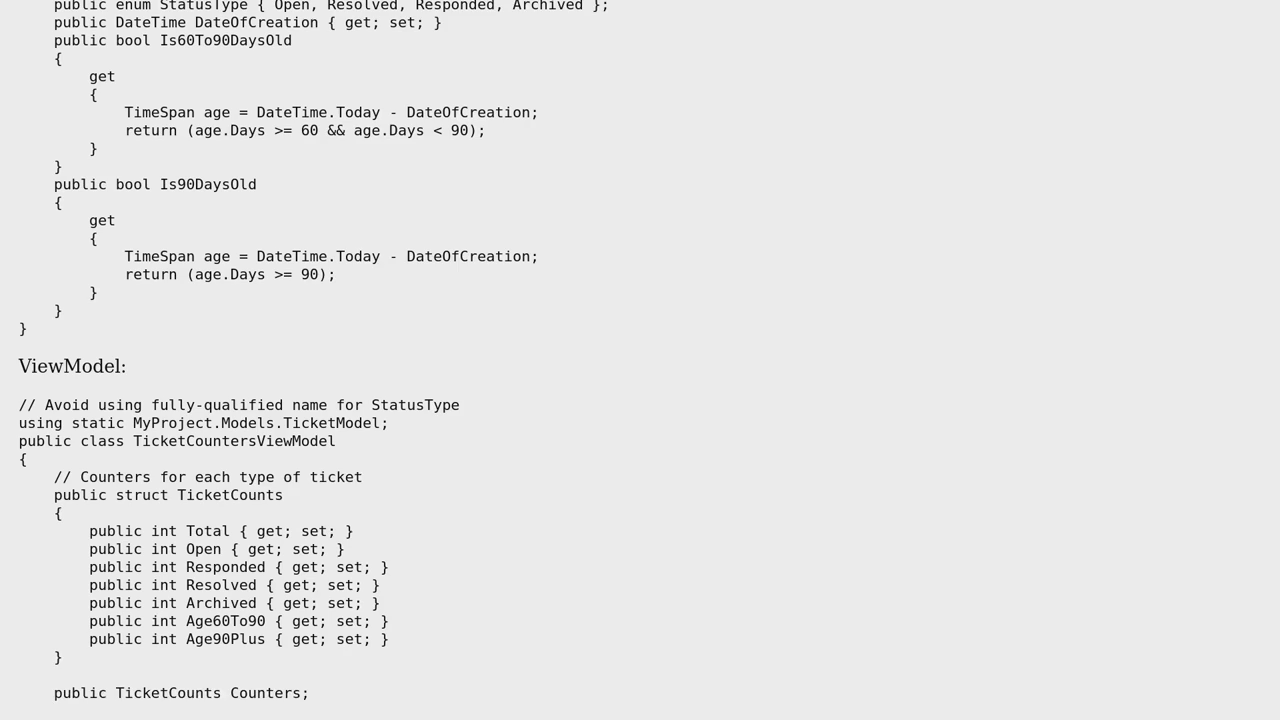 public enum StatusType { Open, Resolved, Responded, Archived };
    public DateTime DateOfCreation { get; set; }
    public bool Is60To90DaysOld
    {
        get
        {
            TimeSpan age = DateTime.Today - DateOfCreation;
            return (age.Days >= 60 && age.Days < 90);
        }
    }
    public bool Is90DaysOld
    {
        get
        {
            TimeSpan age = DateTime.Today - DateOfCreation;
            return (age.Days >= 90);
        }
    }
}
ViewModel:
// Avoid using fully-qualified name for StatusType
using static MyProject.Models.TicketModel;
public class TicketCountersViewModel
{
    // Counters for each type of ticket
    public struct TicketCounts
    {
        public int Total { get; set; }
        public int Open { get; set; }
        public int Responded { get; set; }
        public int Resolved { get; set; }
        public int Archived { get; set; }
        public int Age60To90 { get; set; }
        public int Age90Plus { get; set; }
    }
    public TicketCounts Counters;